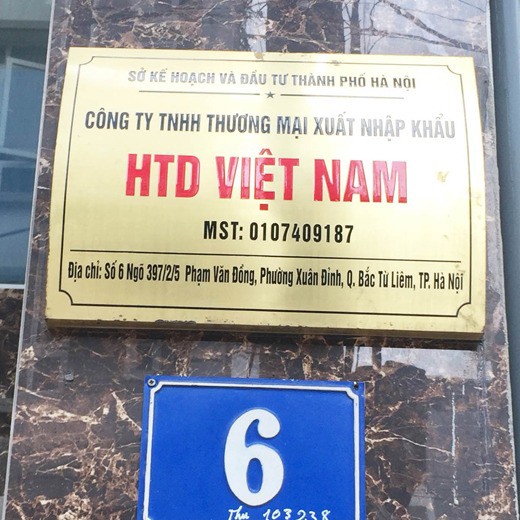 SỞ KẾ HOẠCH VÀ ĐẦU TƯ THÀNH PHỐ HÀ NỘI
CÔNG TY TNHH THƯƠNG MẠI XUẤT NHẬP KHẨU
HTD VIỆT NAM
MST: 0107409187
Địa chỉ: Số 6 Ngõ 397/2/5 Phạm Văn Đồng, Phường Xuân Đỉnh, Q. Bắc Từ Liêm, TP. Hà Nội
6
Thu 103238